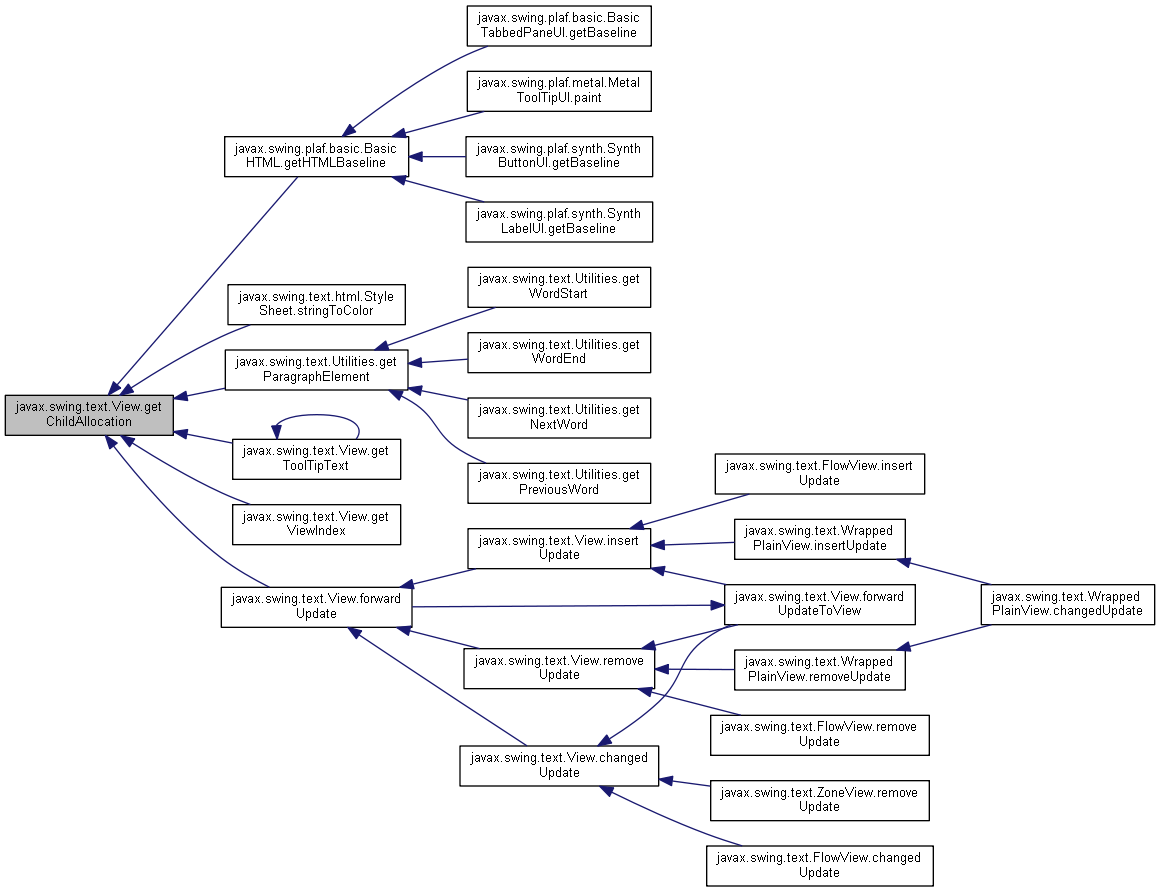 javax.swing.plaf.basic.Basic
TabbedPaneUI.getBaseline
javax.swing.plaf.metal.Metal
ToolTipUI.paint
javax.swing.plaf.basic.Basic
HTML.getHTMLBaseline
javax.swing.plaf.synth.Synth
ButtonUI.getBaseline
javax.swing.plaf.synth.Synth
LabelUI.getBaseline
javax.swing.text.Utilities.get
WordStart
javax.swing.text.html.Style
Sheet.stringToColor
javax.swing.text.Utilities.get
WordEnd
javax.swing.text.Utilities.get
ParagraphElement
javax.swing.text.View.get
ChildAllocation
javax.swing.text.Utilities.get
NextWord
javax.swing.text.View.get
ToolTipText
javax.swing.text.Utilities.get
PreviousWord
javax.swing.text.FlowView.insert
Update
javax.swing.text.View.get
ViewIndex
javax.swing.text.View.insert
Update
javax.swing.text.Wrapped
PlainView.insertUpdate
javax.swing.text.View.forward
Update
javax.swing.text.View.forward
UpdateToView
javax.swing.text.Wrapped
PlainView.changedUpdate
javax.swing.text.View.remove
Update
javax.swing.text.Wrapped
PlainView.removeUpdate
javax.swing.text.FlowView.remove
Update
javax.swing.text.View.changed
Update
javax.swing.text.ZoneView.remove
Update
javax.swing.text.FlowView.changed
Update